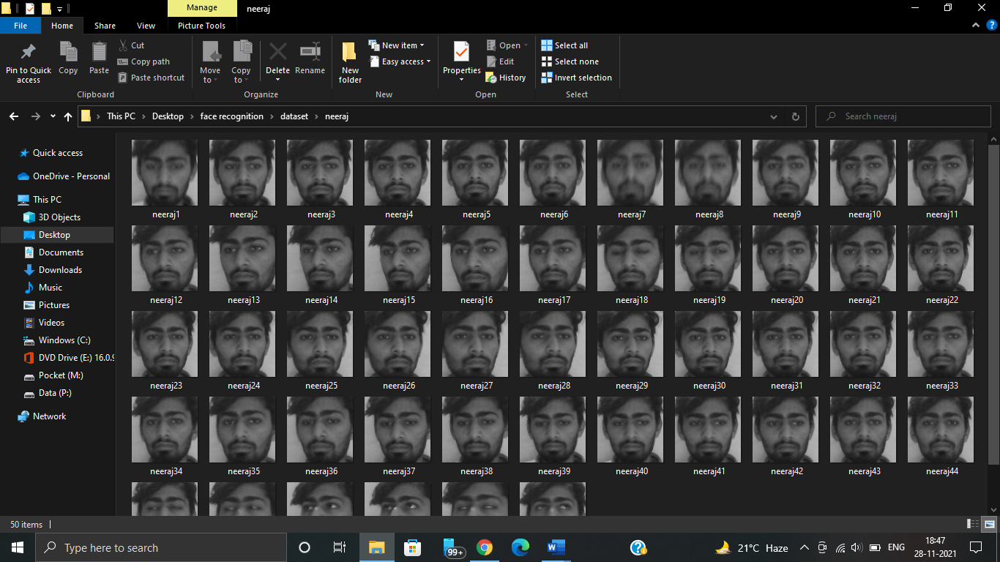 Manage
neeraj
File
Home
Share
View
Picture Tools
Pin to Quick access
Copy
Paste
Cut
Copy path
Paste shortcut
Move to
Copy to
Delete
Rename
New folder
New item
Easy access
Properties
Open
Edit
History
Select all
Select none
Invert selection
Clipboard
Organize
New
Open
Select
This PC > Desktop > face recognition > dataset > neeraj
Search neeraj
Quick access
OneDrive - Personal
This PC
3D Objects
Desktop
Documents
Downloads
Music
Pictures
Videos
Windows (C:)
DVD Drive (E:) 16.0.9
Pocket (M:)
Data (P:)
Network
neeraj1 neeraj2 neeraj3 neeraj4 neeraj5 neeraj6 neeraj7 neeraj8 neeraj9 neeraj10 neeraj11
neeraj12 neeraj13 neeraj14 neeraj15 neeraj16 neeraj17 neeraj18 neeraj19 neeraj20 neeraj21 neeraj22
neeraj23 neeraj24 neeraj25 neeraj26 neeraj27 neeraj28 neeraj29 neeraj30 neeraj31 neeraj32 neeraj33
neeraj34 neeraj35 neeraj36 neeraj37 neeraj38 neeraj39 neeraj40 neeraj41 neeraj42 neeraj43 neeraj44
50 items
Type here to search
99+
21°C Haze
ENG
18:47
28-11-2021